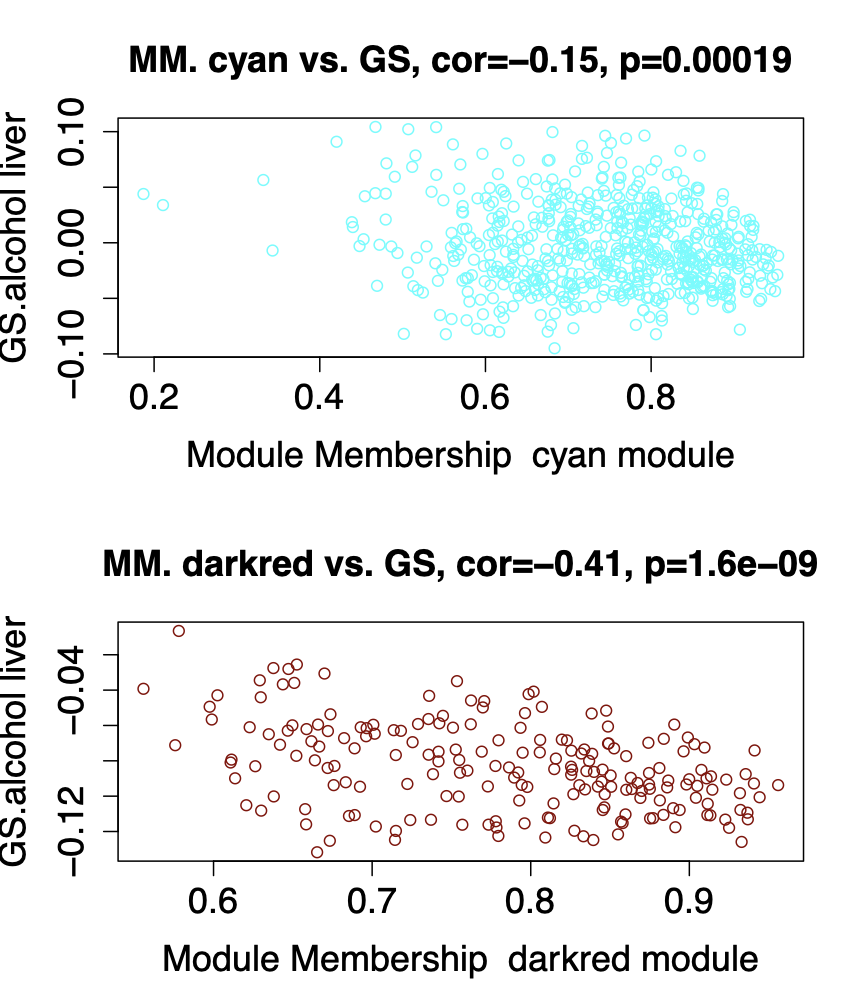 MM. cyan vs. GS, cor=−0.15, p=0.00019
GS.alcohol liver
0.10
0.00
−0.10
0.2 0.4 0.6 0.8
Module Membership cyan module
MM. darkred vs. GS, cor=−0.41, p=1.6e−09
GS.alcohol liver
−0.04
−0.12
0.6 0.7 0.8 0.9
Module Membership darkred module